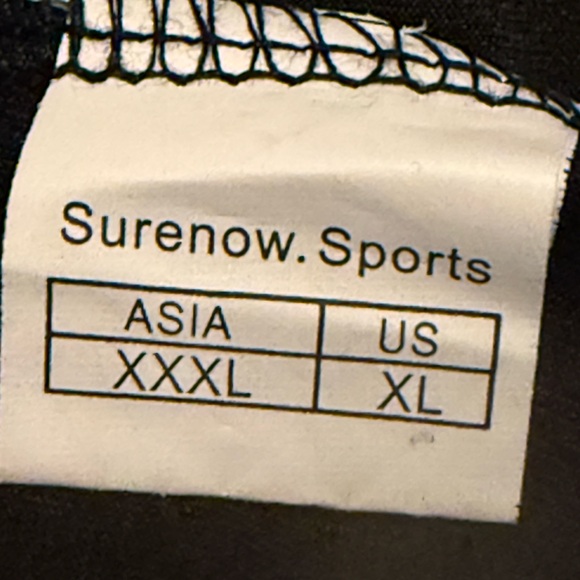 Surenow. Sports
ASIA US
XXXL XL